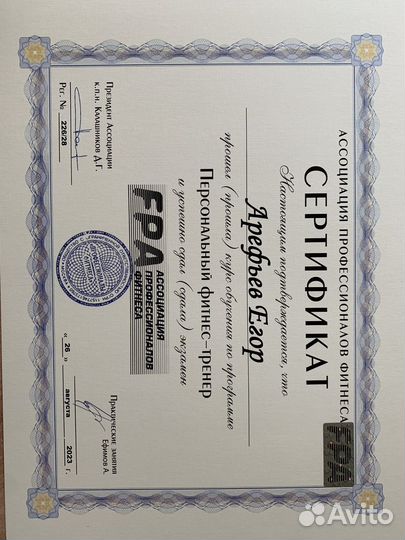 АССОЦИАЦИЯ ПРОФЕССИОНАЛОВ ФИТНЕСА
СЕРТИФИКАТ
Настоящим подтверждается, что
Арефьев Егор
прошел (прошла) курс обучения по программе
Персональный фитнес-тренер
и успешно сдал (сдала) экзамен
FPA
АССОЦИАЦИЯ
ПРОФЕССИОНАЛОВ
ФИТНЕСА
Президент Ассоциации
к.п.н. Калашников Д.Г.
Рег. № 226/28
Практические занятия
Ефимов А.
« 26 » августа 2023 г.
FPA
Avito